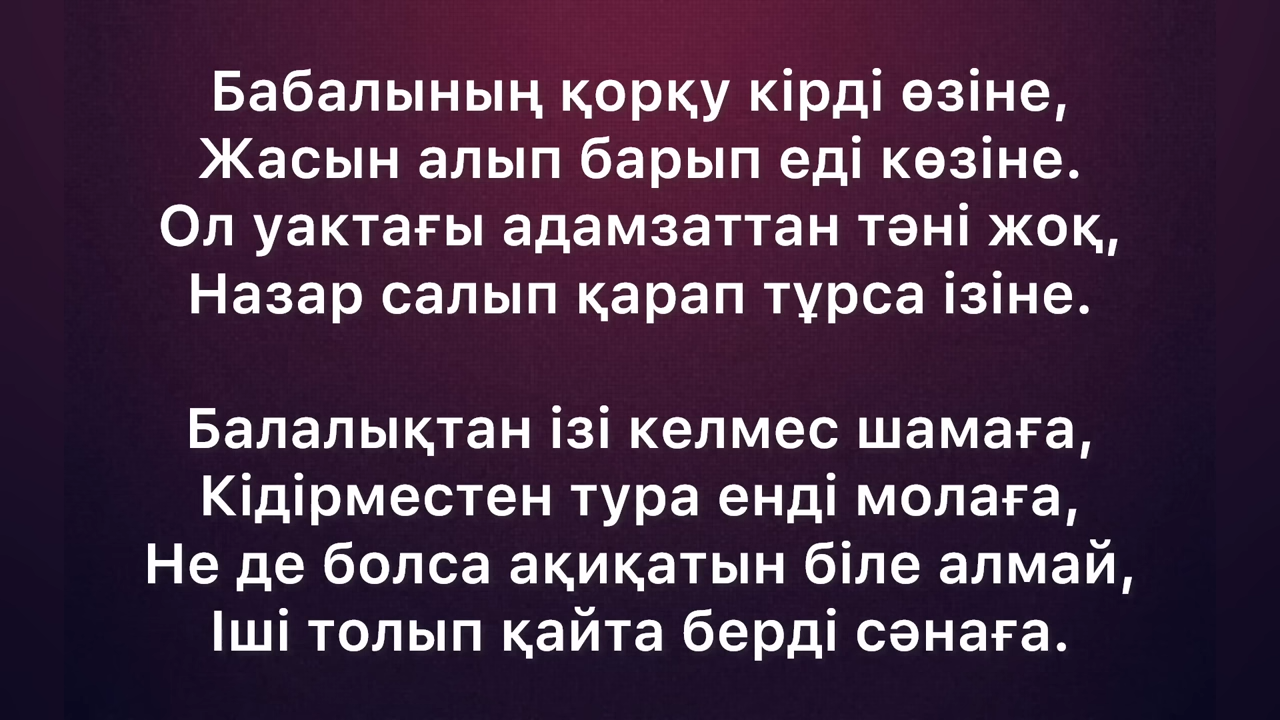 Бабалының қорқу кірді өзіне,
Жасын алып барып еді көзіне.
Ол уактағы адамзаттан тәні жоқ,
Назар салып қарап тұрса ізіне.
Балалықтан ізі келмес шамаға,
Кідірместен тура енді молаға,
Не де болса ақиқатын біле алмай,
Іші толып қайта берді сәнаға.